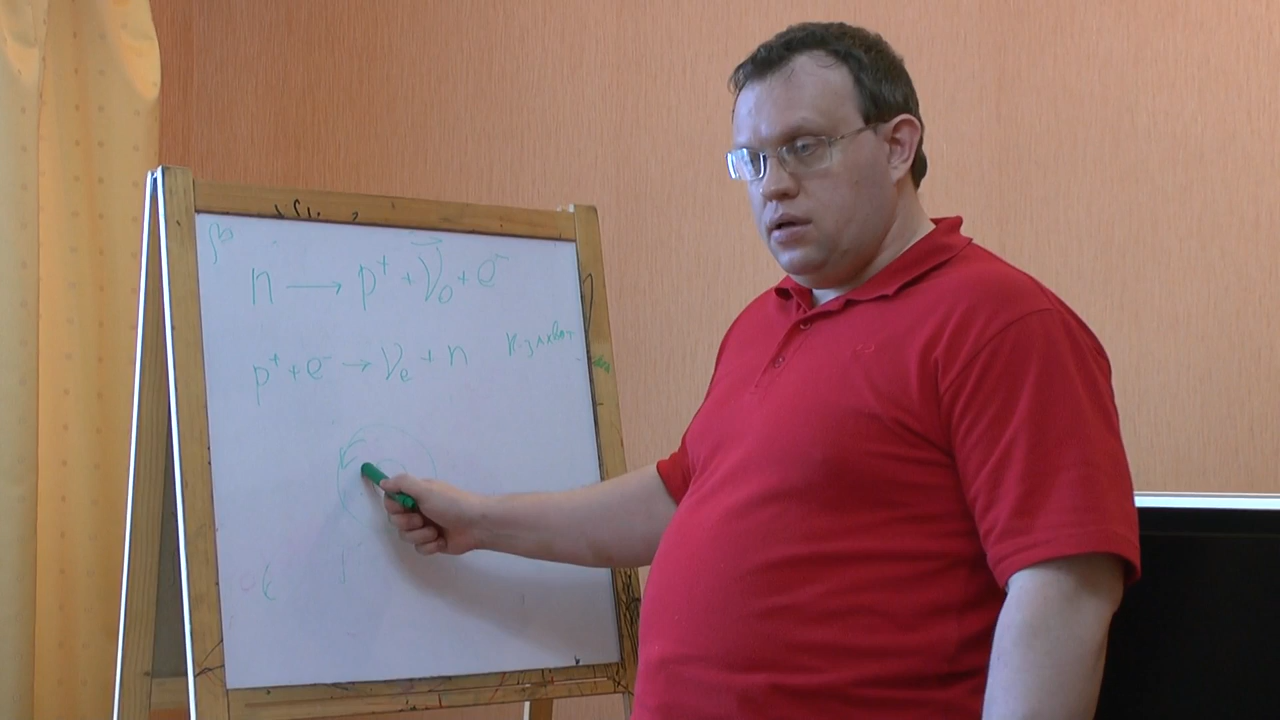 β
n → p⁺ + ν̃₀ + e⁻
p⁺ + e⁻ → νₑ + n K-захват